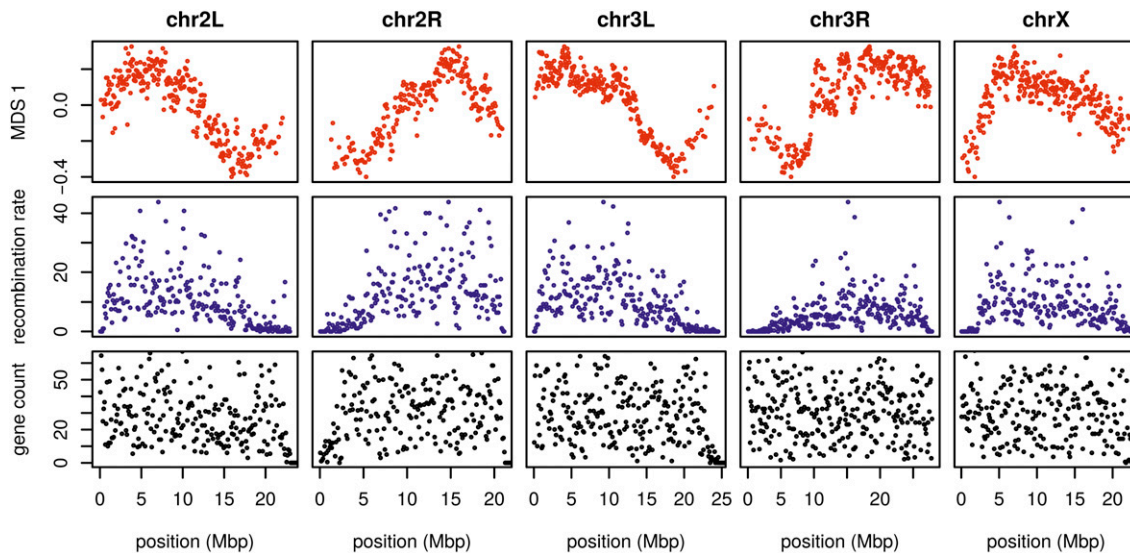 chr2L chr2R chr3L chr3R chrX
MDS 1
0.0
−0.4
recombination rate
40
20
0
gene count
50
20
0
0 5 10 15 20 0 5 10 15 20 0 5 10 15 20 25 0 5 10 20 0 5 10 15 20
position (Mbp) position (Mbp) position (Mbp) position (Mbp) position (Mbp)